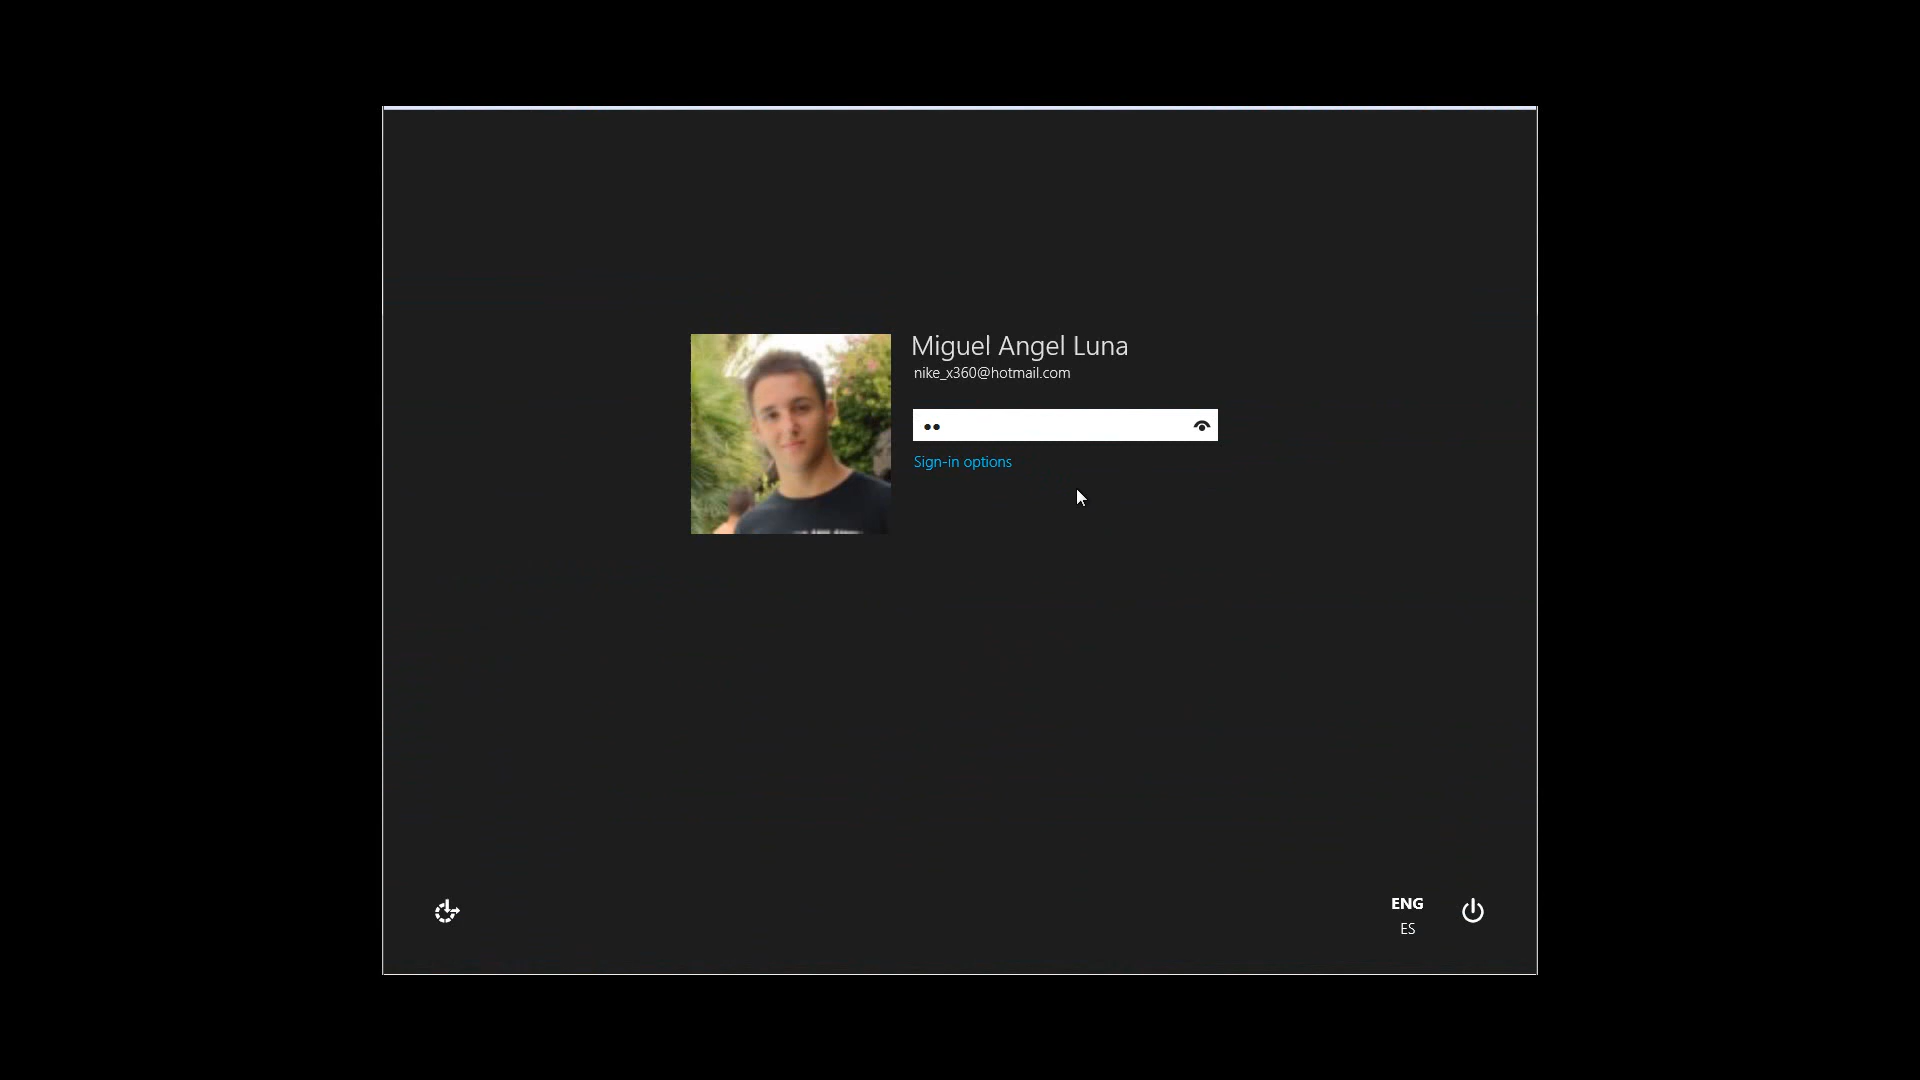 Miguel Angel Luna
nike_x360@hotmail.com
Sign-in options
ENG
ES